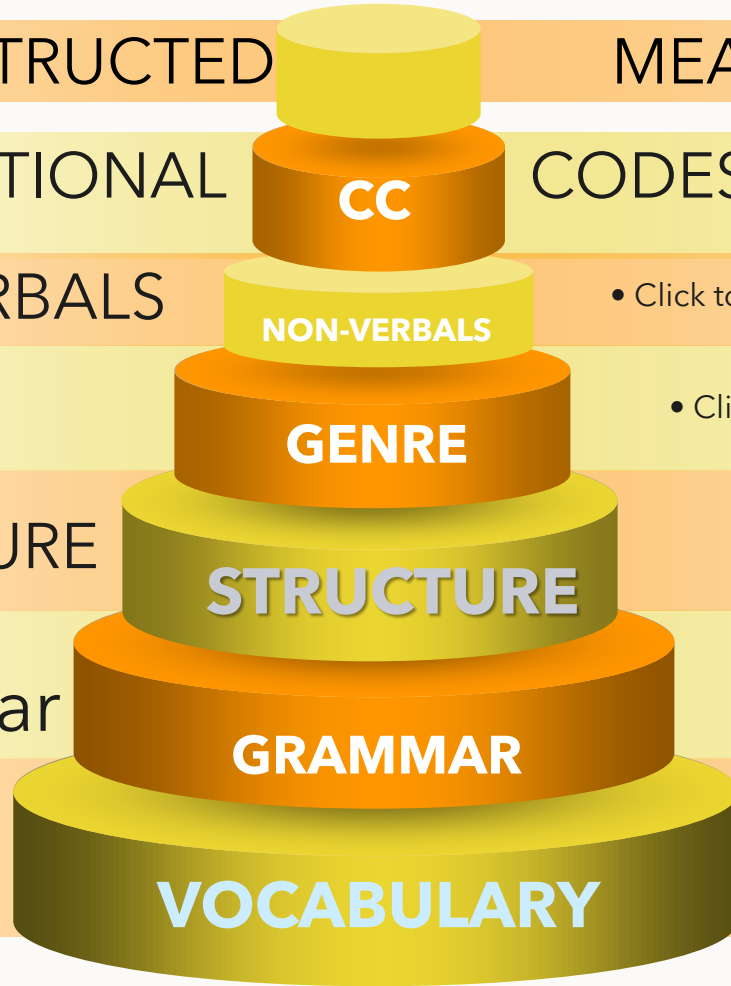 TRUCTED MEA
TIONAL CC CODES
RBALS • Click to
NON-VERBALS
• Cli
GENRE
URE
STRUCTURE
ar
GRAMMAR
VOCABULARY